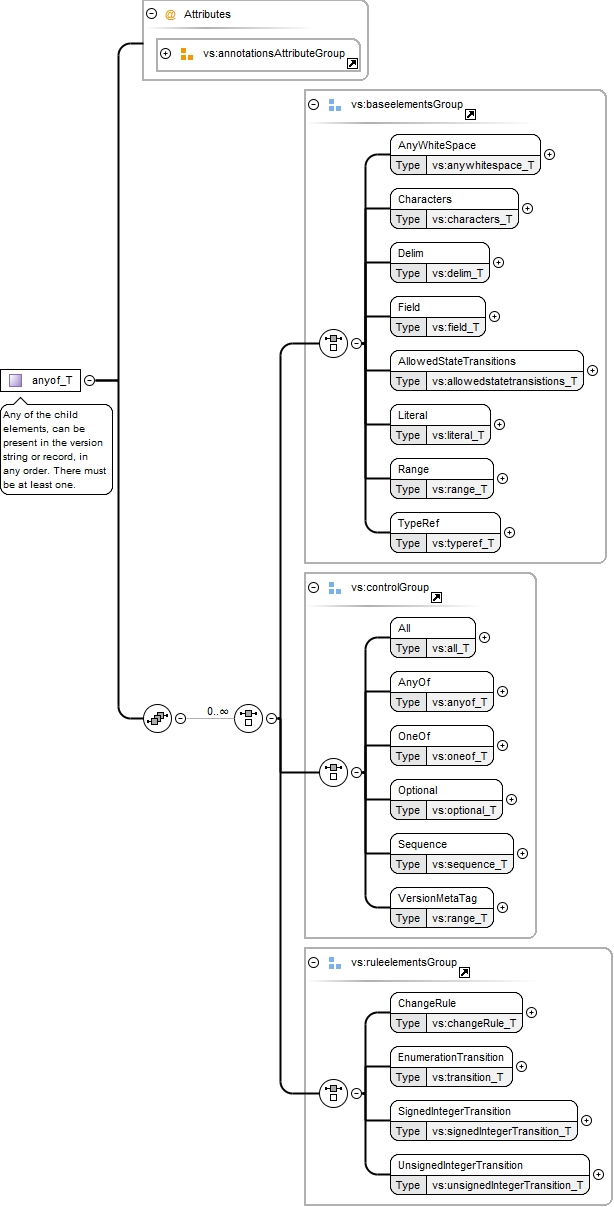 @ Attributes
vs:annotationsAttributeGroup
vs:baseelementsGroup
AnyWhiteSpace
Type vs:anywhitespace_T
Characters
Type vs:characters_T
Delim
Type vs:delim_T
Field
Type vs:field_T
anyof_T
Any of the child
elements, can be
present in the version
string or record, in
any order. There must
be at least one.
AllowedStateTransitions
Type vs:allowedstatetransistions_T
Literal
Type vs:literal_T
Range
Type vs:range_T
TypeRef
Type vs:typeref_T
vs:controlGroup
All
Type vs:all_T
AnyOf
Type vs:anyof_T
0..∞
OneOf
Type vs:oneof_T
Optional
Type vs:optional_T
Sequence
Type vs:sequence_T
VersionMetaTag
Type vs:range_T
vs:ruleelementsGroup
ChangeRule
Type vs:changeRule_T
EnumerationTransition
Type vs:transition_T
SignedIntegerTransition
Type vs:signedIntegerTransition_T
UnsignedIntegerTransition
Type vs:unsignedIntegerTransition_T